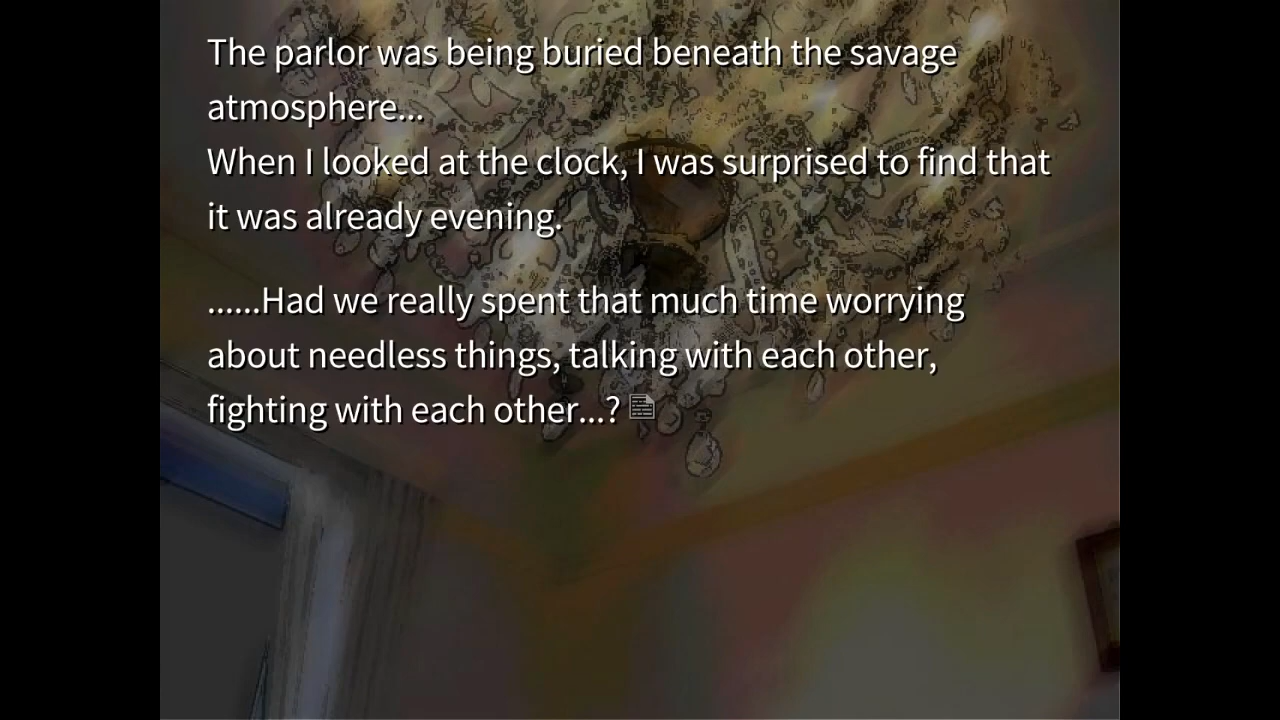 The parlor was being buried beneath the savage
atmosphere...
When I looked at the clock, I was surprised to find that
it was already evening.
......Had we really spent that much time worrying
about needless things, talking with each other,
fighting with each other...?